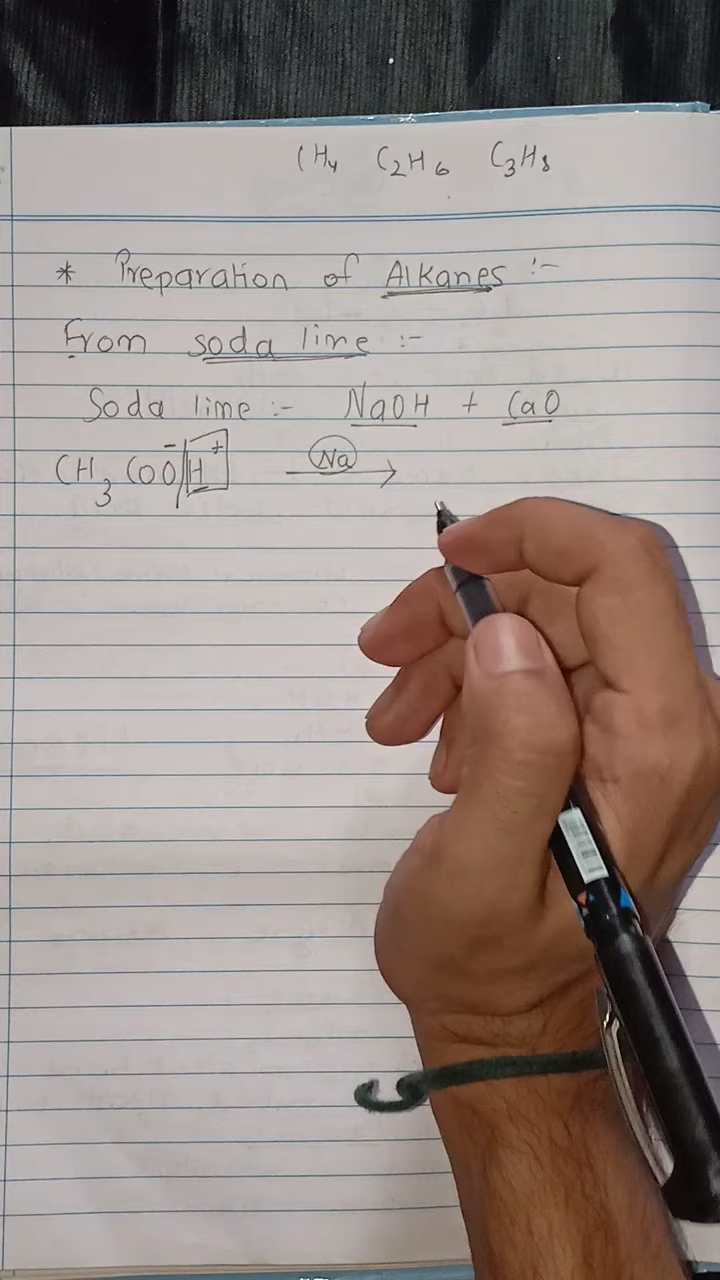 CH4 C2H6 C3H8
* Preparation of Alkanes :-
From soda lime :-
Soda lime :- NaOH + CaO
CH3COO⁻ H⁺ Na →